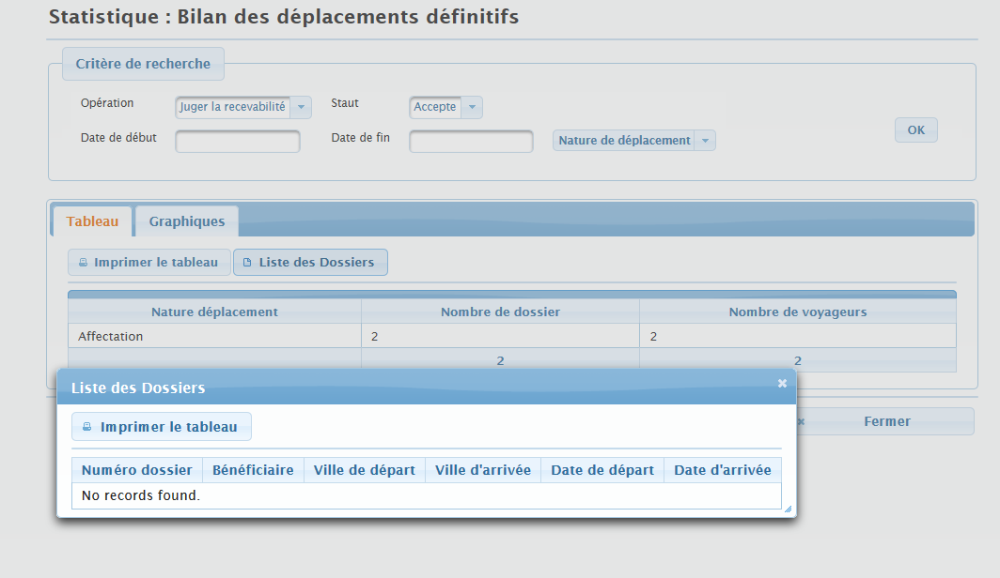 Statistique : Bilan des déplacements définitifs
Critère de recherche
Opération Juger la recevabilité Staut Accepte
Date de début Date de fin Nature de déplacement OK
Tableau Graphiques
Imprimer le tableau Liste des Dossiers
Nature déplacement Nombre de dossier Nombre de voyageurs
Affectation 2 2
2 2
Liste des Dossiers
Fermer
Imprimer le tableau
Numéro dossier Bénéficiaire Ville de départ Ville d'arrivée Date de départ Date d'arrivée
No records found.